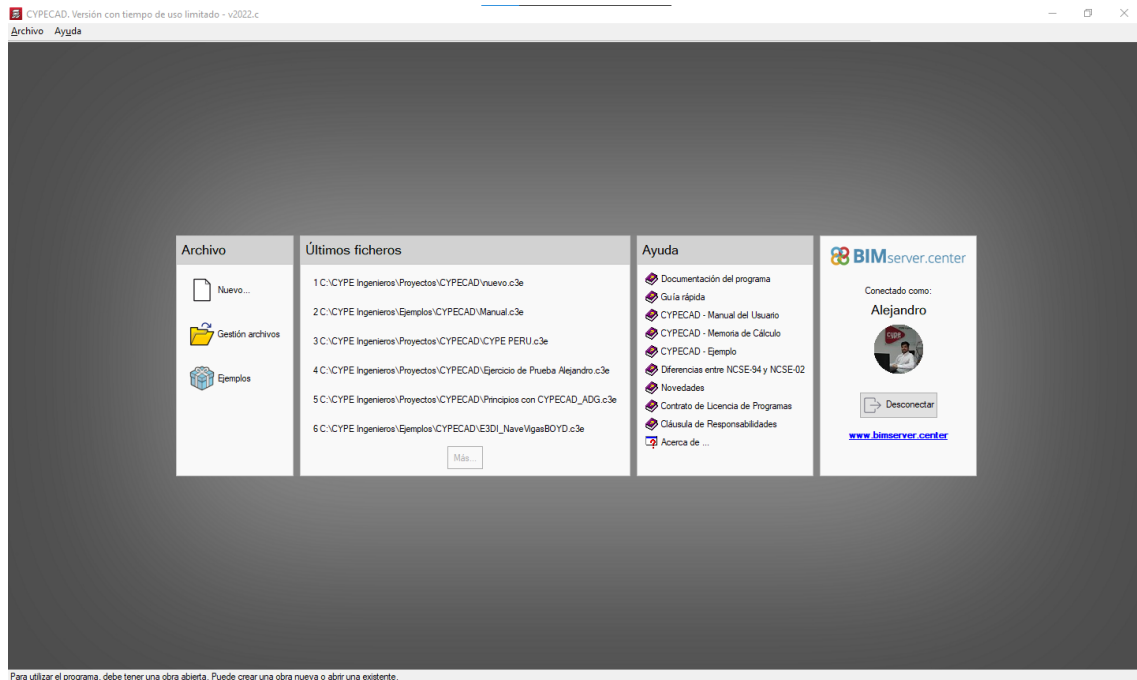 CYPECAD. Versión con tiempo de uso limitado - v2022.c
Archivo Ayuda
Archivo
Nuevo...
Gestión archivos
Ejemplos
Últimos ficheros
1 C:\CYPE Ingenieros\Proyectos\CYPECAD\nuevo.c3e
2 C:\CYPE Ingenieros\Ejemplos\CYPECAD\Manual.c3e
3 C:\CYPE Ingenieros\Proyectos\CYPECAD\CYPE PERU.c3e
4 C:\CYPE Ingenieros\Proyectos\CYPECAD\Ejercicio de Prueba Alejandro.c3e
5 C:\CYPE Ingenieros\Proyectos\CYPECAD\Principios con CYPECAD_ADG.c3e
6 C:\CYPE Ingenieros\Ejemplos\CYPECAD\E3DI_NaveVigasBOYD.c3e
Más...
Ayuda
Documentación del programa
Guía rápida
CYPECAD - Manual del Usuario
CYPECAD - Memoria de Cálculo
CYPECAD - Ejemplo
Diferencias entre NCSE-94 y NCSE-02
Novedades
Contrato de Licencia de Programas
Cláusula de Responsabilidades
Acerca de ...
BIMserver.center
Conectado como:
Alejandro
CYPE
Desconectar
www.bimserver.center
Para utilizar el programa, debe tener una obra abierta. Puede crear una obra nueva o abrir una existente.